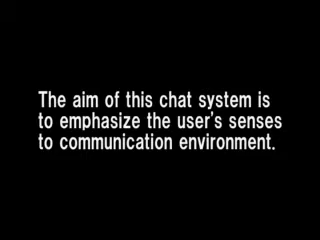 The aim of this chat system is
to emphasize the user's senses
to communication environment.